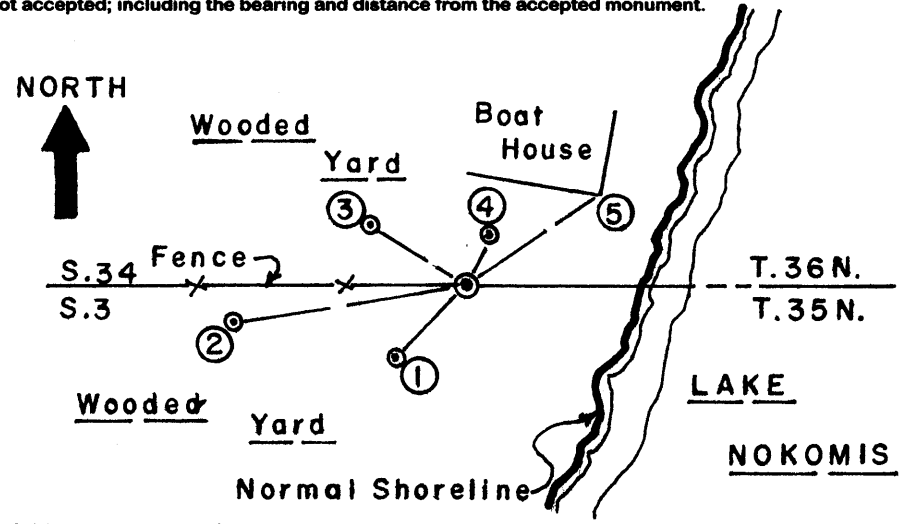 ot accepted; including the bearing and distance from the accepted monument.
NORTH
Wooded
Yard
Boat
House
3
4
5
S.34
Fence
T.36N.
S.3
T.35N.
2
1
Wooded
Yard
LAKE
NOKOMIS
Normal Shoreline